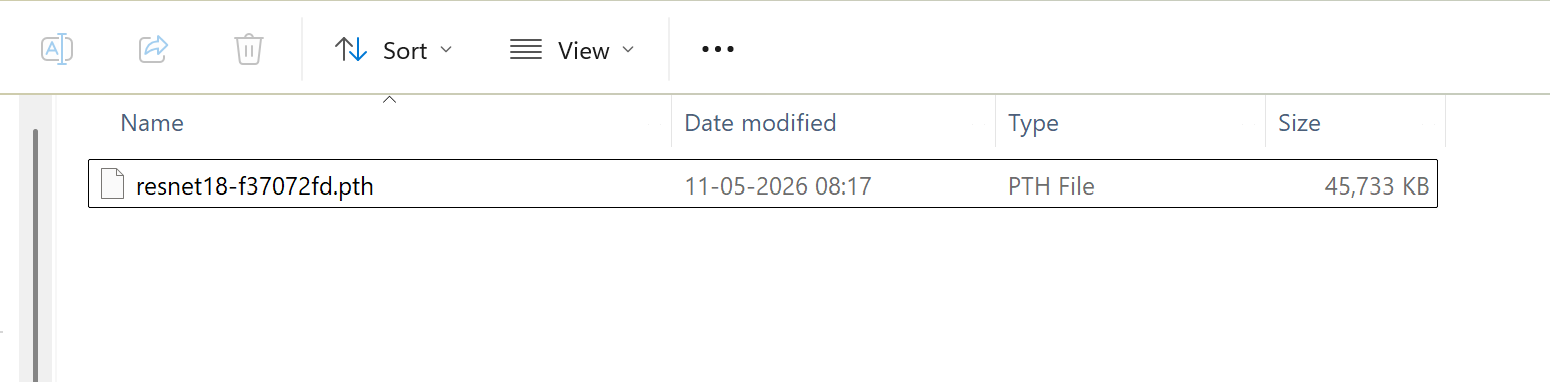 A Sort View •••
Name Date modified Type Size
resnet18-f37072fd.pth 11-05-2026 08:17 PTH File 45,733 KB